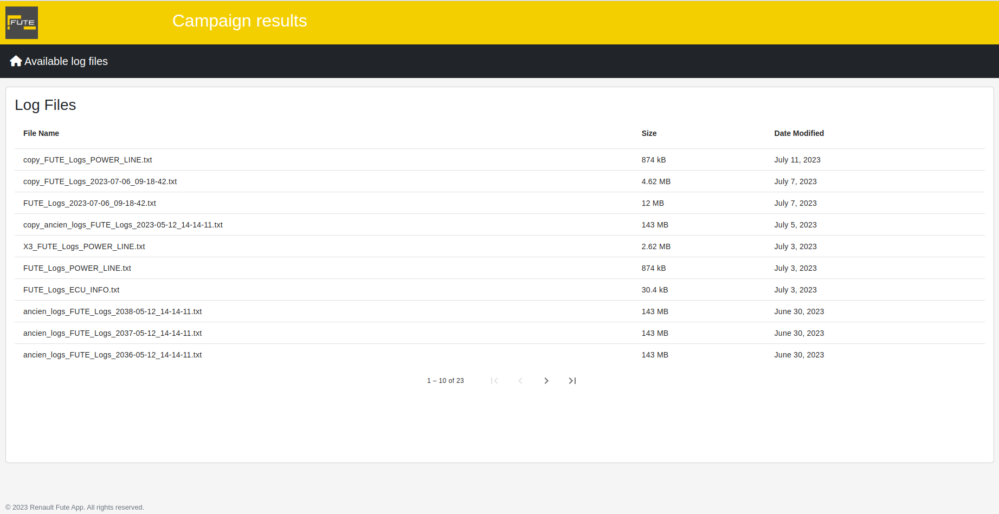 FUTE
Campaign results
Available log files
Log Files
File Name Size Date Modified
copy_FUTE_Logs_POWER_LINE.txt 874 kB July 11, 2023
copy_FUTE_Logs_2023-07-06_09-18-42.txt 4.62 MB July 7, 2023
FUTE_Logs_2023-07-06_09-18-42.txt 12 MB July 7, 2023
copy_ancien_logs_FUTE_Logs_2023-05-12_14-14-11.txt 143 MB July 5, 2023
X3_FUTE_Logs_POWER_LINE.txt 2.62 MB July 3, 2023
FUTE_Logs_POWER_LINE.txt 874 kB July 3, 2023
FUTE_Logs_ECU_INFO.txt 30.4 kB July 3, 2023
ancien_logs_FUTE_Logs_2038-05-12_14-14-11.txt 143 MB June 30, 2023
ancien_logs_FUTE_Logs_2037-05-12_14-14-11.txt 143 MB June 30, 2023
ancien_logs_FUTE_Logs_2036-05-12_14-14-11.txt 143 MB June 30, 2023
1 – 10 of 23
© 2023 Renault Fute App. All rights reserved.